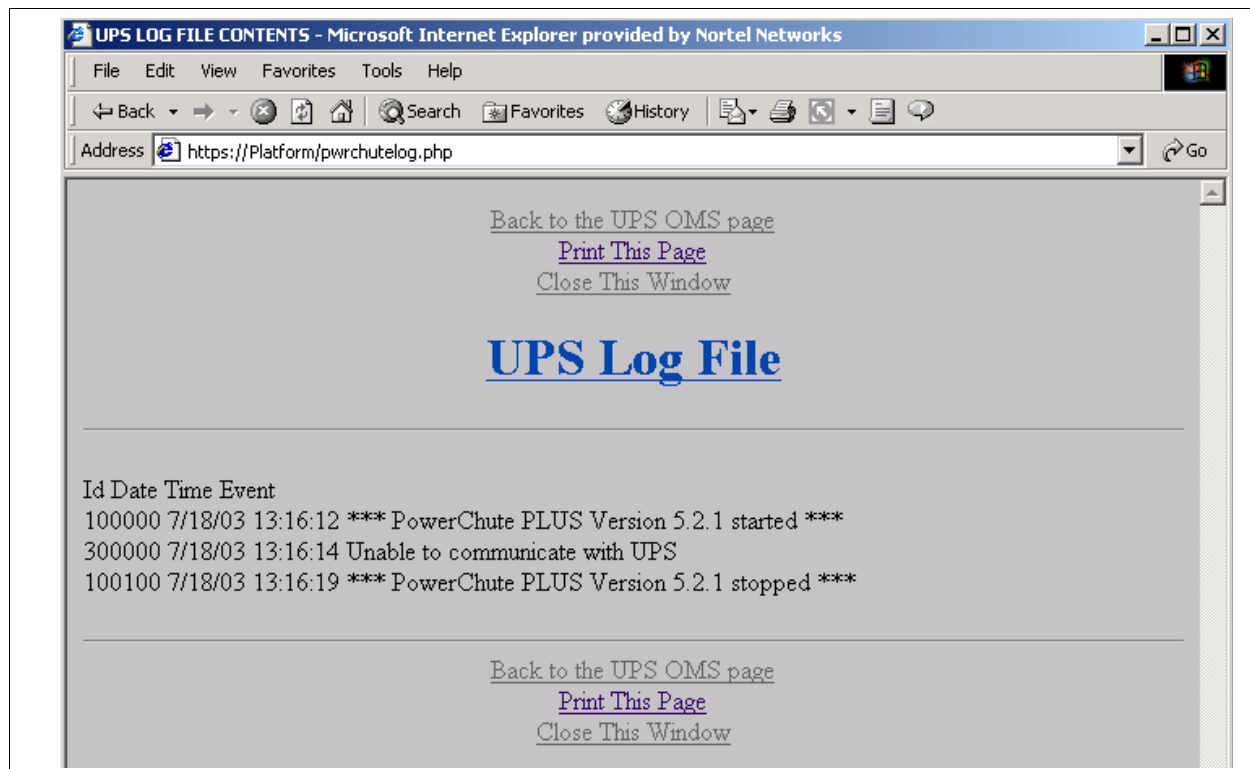 UPS LOG FILE CONTENTS - Microsoft Internet Explorer provided by Nortel Networks
File Edit View Favorites Tools Help
Back Search Favorites History
Address https://Platform/pwrchutelog.php Go
Back to the UPS OMS page
Print This Page
Close This Window
UPS Log File
Id Date Time Event
100000 7/18/03 13:16:12 *** PowerChute PLUS Version 5.2.1 started ***
300000 7/18/03 13:16:14 Unable to communicate with UPS
100100 7/18/03 13:16:19 *** PowerChute PLUS Version 5.2.1 stopped ***
Back to the UPS OMS page
Print This Page
Close This Window